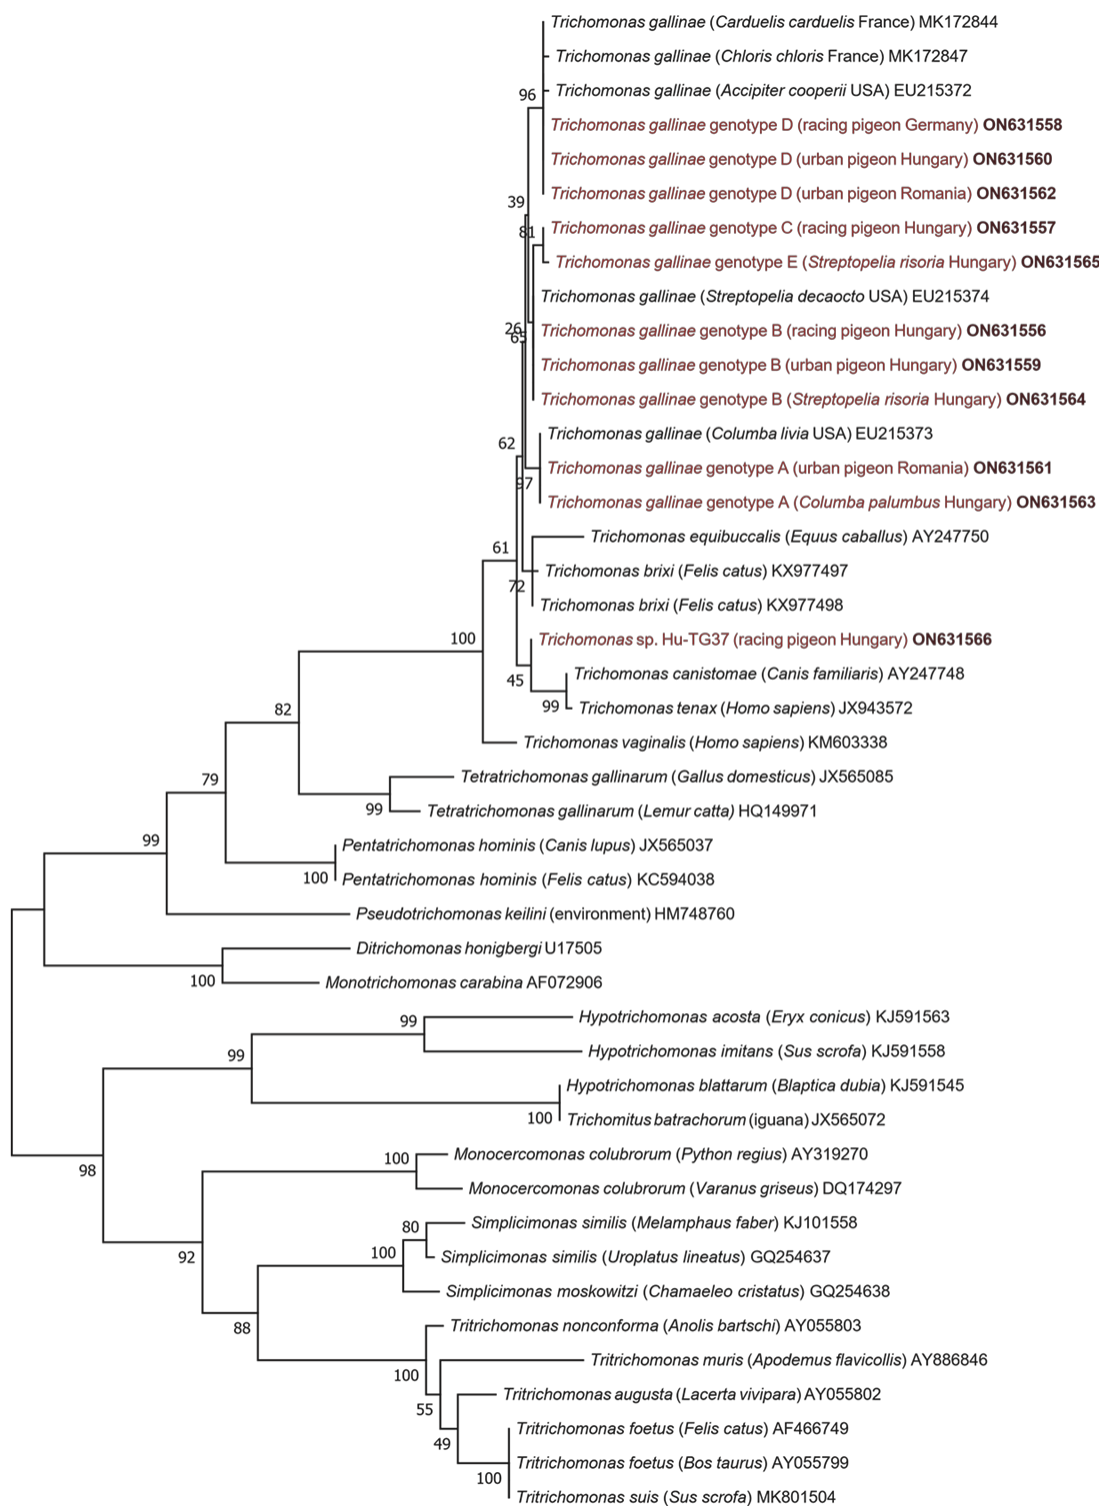 Trichomonas gallinae (Carduelis carduelis France) MK172844
Trichomonas gallinae (Chloris chloris France) MK172847
Trichomonas gallinae (Accipiter cooperii USA) EU215372
96
Trichomonas gallinae genotype D (racing pigeon Germany) ON631558
Trichomonas gallinae genotype D (urban pigeon Hungary) ON631560
Trichomonas gallinae genotype D (urban pigeon Romania) ON631562
39
Trichomonas gallinae genotype C (racing pigeon Hungary) ON631557
81
Trichomonas gallinae genotype E (Streptopelia risoria Hungary) ON631565
Trichomonas gallinae (Streptopelia decaocto USA) EU215374
26
Trichomonas gallinae genotype B (racing pigeon Hungary) ON631556
65
Trichomonas gallinae genotype B (urban pigeon Hungary) ON631559
Trichomonas gallinae genotype B (Streptopelia risoria Hungary) ON631564
Trichomonas gallinae (Columba livia USA) EU215373
62
Trichomonas gallinae genotype A (urban pigeon Romania) ON631561
97
Trichomonas gallinae genotype A (Columba palumbus Hungary) ON631563
Trichomonas equibuccalis (Equus caballus) AY247750
61
Trichomonas brixi (Felis catus) KX977497
72
Trichomonas brixi (Felis catus) KX977498
100
Trichomonas sp. Hu-TG37 (racing pigeon Hungary) ON631566
Trichomonas canistomae (Canis familiaris) AY247748
45
99
Trichomonas tenax (Homo sapiens) JX943572
82
Trichomonas vaginalis (Homo sapiens) KM603338
Tetratrichomonas gallinarum (Gallus domesticus) JX565085
79
99
Tetratrichomonas gallinarum (Lemur catta) HQ149971
99
Pentatrichomonas hominis (Canis lupus) JX565037
100
Pentatrichomonas hominis (Felis catus) KC594038
Pseudotrichomonas keilini (environment) HM748760
Ditrichomonas honigbergi U17505
100
Monotrichomonas carabina AF072906
99
Hypotrichomonas acosta (Eryx conicus) KJ591563
99
Hypotrichomonas imitans (Sus scrofa) KJ591558
Hypotrichomonas blattarum (Blaptica dubia) KJ591545
100
Trichomitus batrachorum (iguana) JX565072
98
100
Monocercomonas colubrorum (Python regius) AY319270
Monocercomonas colubrorum (Varanus griseus) DQ174297
80
Simplicimonas similis (Melamphaus faber) KJ101558
92
100
Simplicimonas similis (Uroplatus lineatus) GQ254637
Simplicimonas moskowitzi (Chamaeleo cristatus) GQ254638
88
Tritrichomonas nonconforma (Anolis bartschi) AY055803
100
Tritrichomonas muris (Apodemus flavicollis) AY886846
55
Tritrichomonas augusta (Lacerta vivipara) AY055802
49
Tritrichomonas foetus (Felis catus) AF466749
Tritrichomonas foetus (Bos taurus) AY055799
100
Tritrichomonas suis (Sus scrofa) MK801504